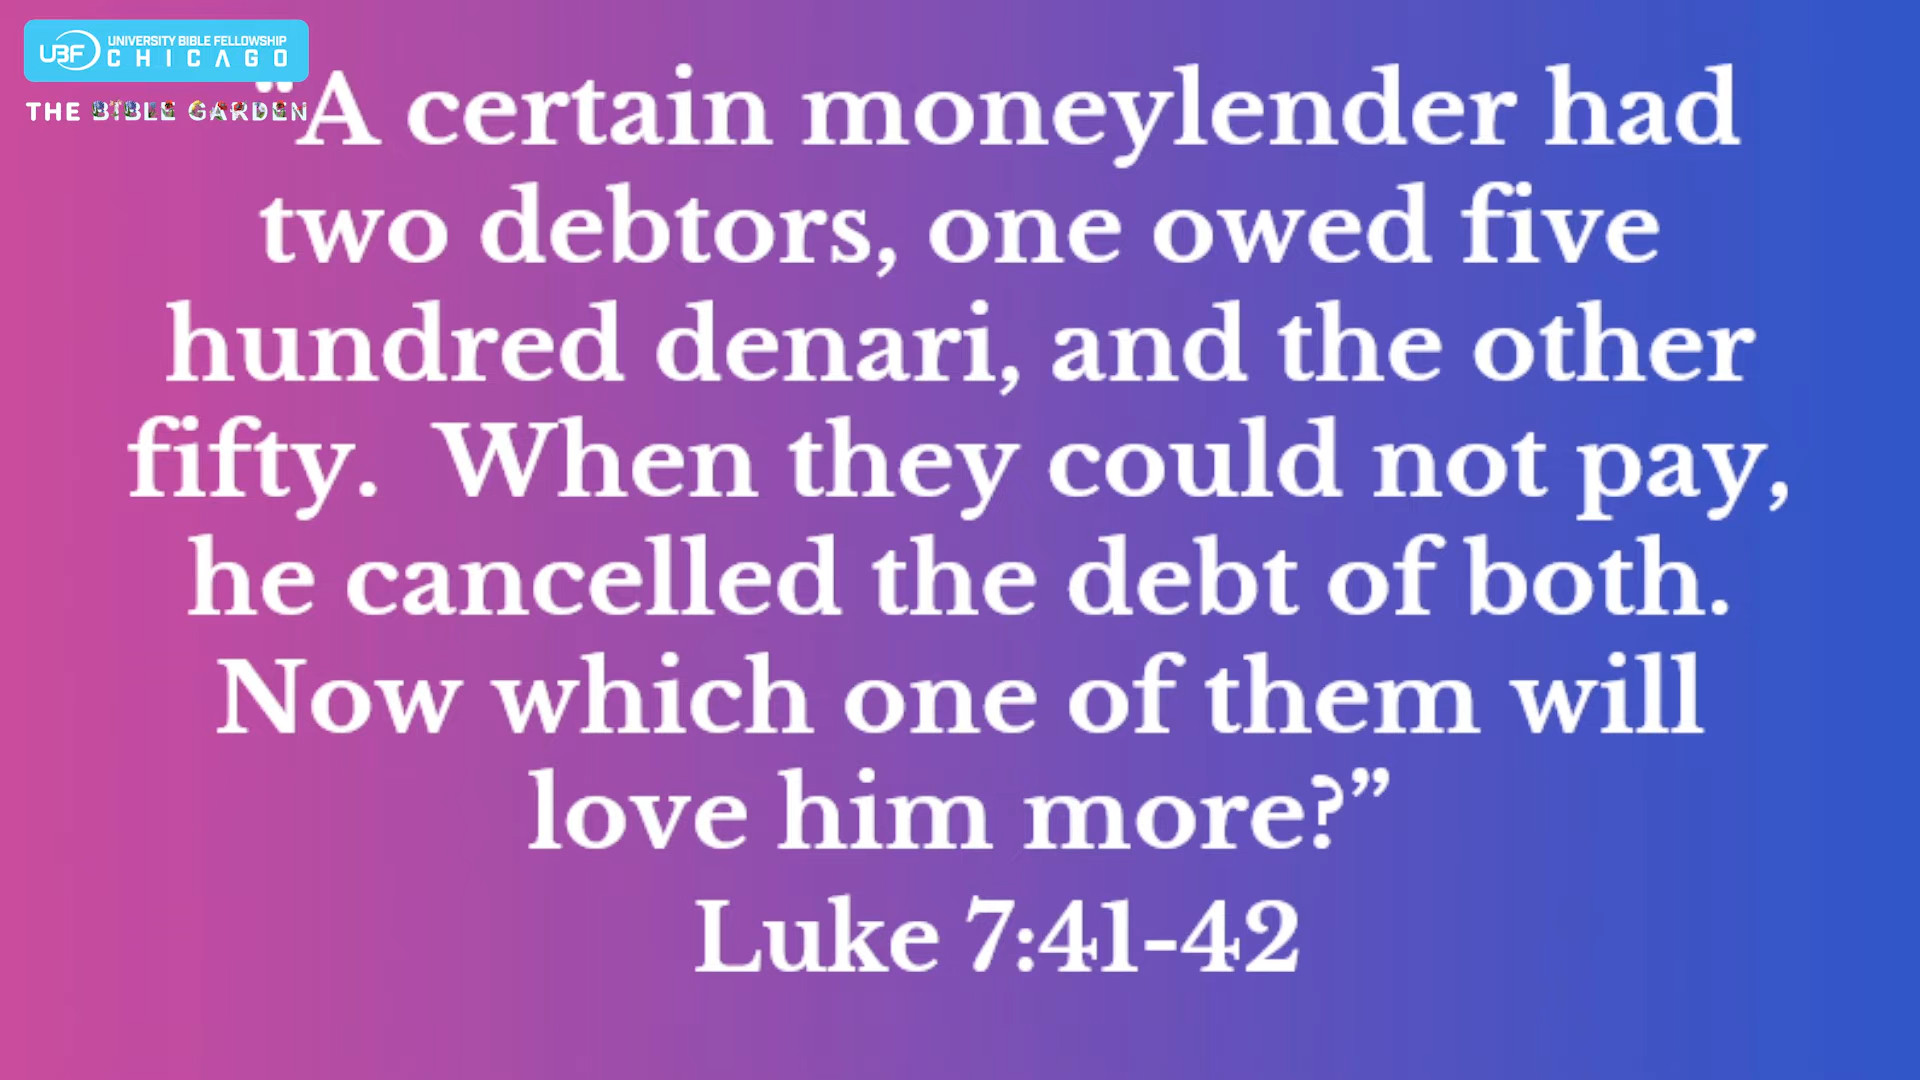 UBF UNIVERSITY BIBLE FELLOWSHIP
CHICAGO
THE BIBLE GARDEN
"A certain moneylender had
two debtors, one owed five
hundred denari, and the other
fifty.  When they could not pay,
he cancelled the debt of both.
Now which one of them will
love him more?”
Luke 7:41-42